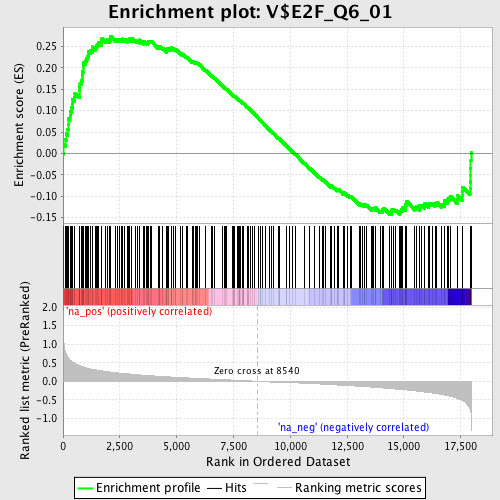 Enrichment plot: V$E2F_Q6_01
Enrichment score (ES)
0.25
0.20
0.15
0.10
0.05
0.00
-0.05
-0.10
-0.15
'na_pos' (positively correlated)
Ranked list metric (PreRanked)
2.0
1.5
1.0
0.5
0.0
-0.5
-1.0
Zero cross at 8540
'na_neg' (negatively correlated)
0
2,500
5,000
7,500
10,000
12,500
15,000
17,500
Rank in Ordered Dataset
Enrichment profile
Hits
Ranking metric scores